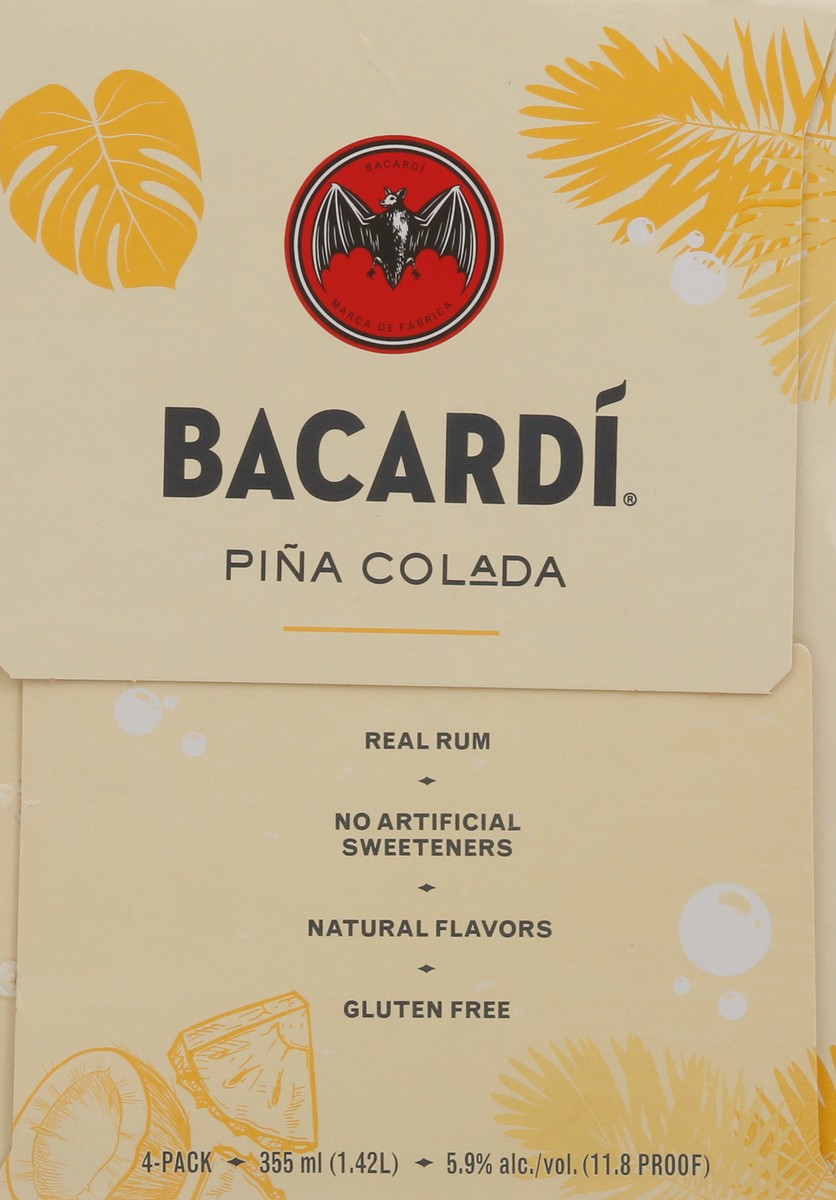 BACARDÍ
MARCA DE FÁBRICA
BACARDÍ®
PIÑA COLADA
REAL RUM
NO ARTIFICIAL
SWEETENERS
NATURAL FLAVORS
GLUTEN FREE
4-PACK ✦ 355 ml (1.42L) ✦ 5.9% alc./vol. (11.8 PROOF)